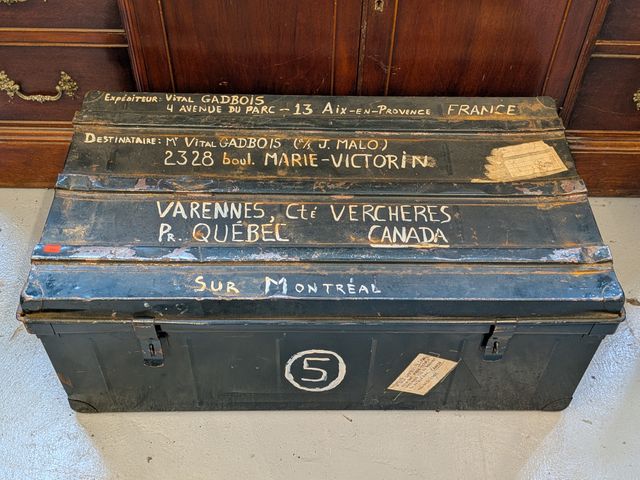 Expéditeur: Vital GADBOIS
4 AVENUE DU PARC - 13 AIX-EN-PROVENCE FRANCE
DESTINATAIRE: Mr Vital GADBOIS (c/o J. MALO)
2328 boul. MARIE-VICTORIN
VARENNES, Cté VERCHERES
Pr. QUÉBEC CANADA
SUR MONTRÉAL
5